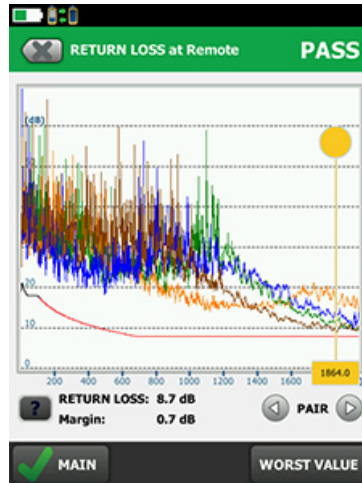 RETURN LOSS at Remote PASS
(dB)
20
10
0
200 400 600 800 1000 1200 1400 1600 1864.0
RETURN LOSS: 8.7 dB
Margin: 0.7 dB
? PAIR
MAIN WORST VALUE